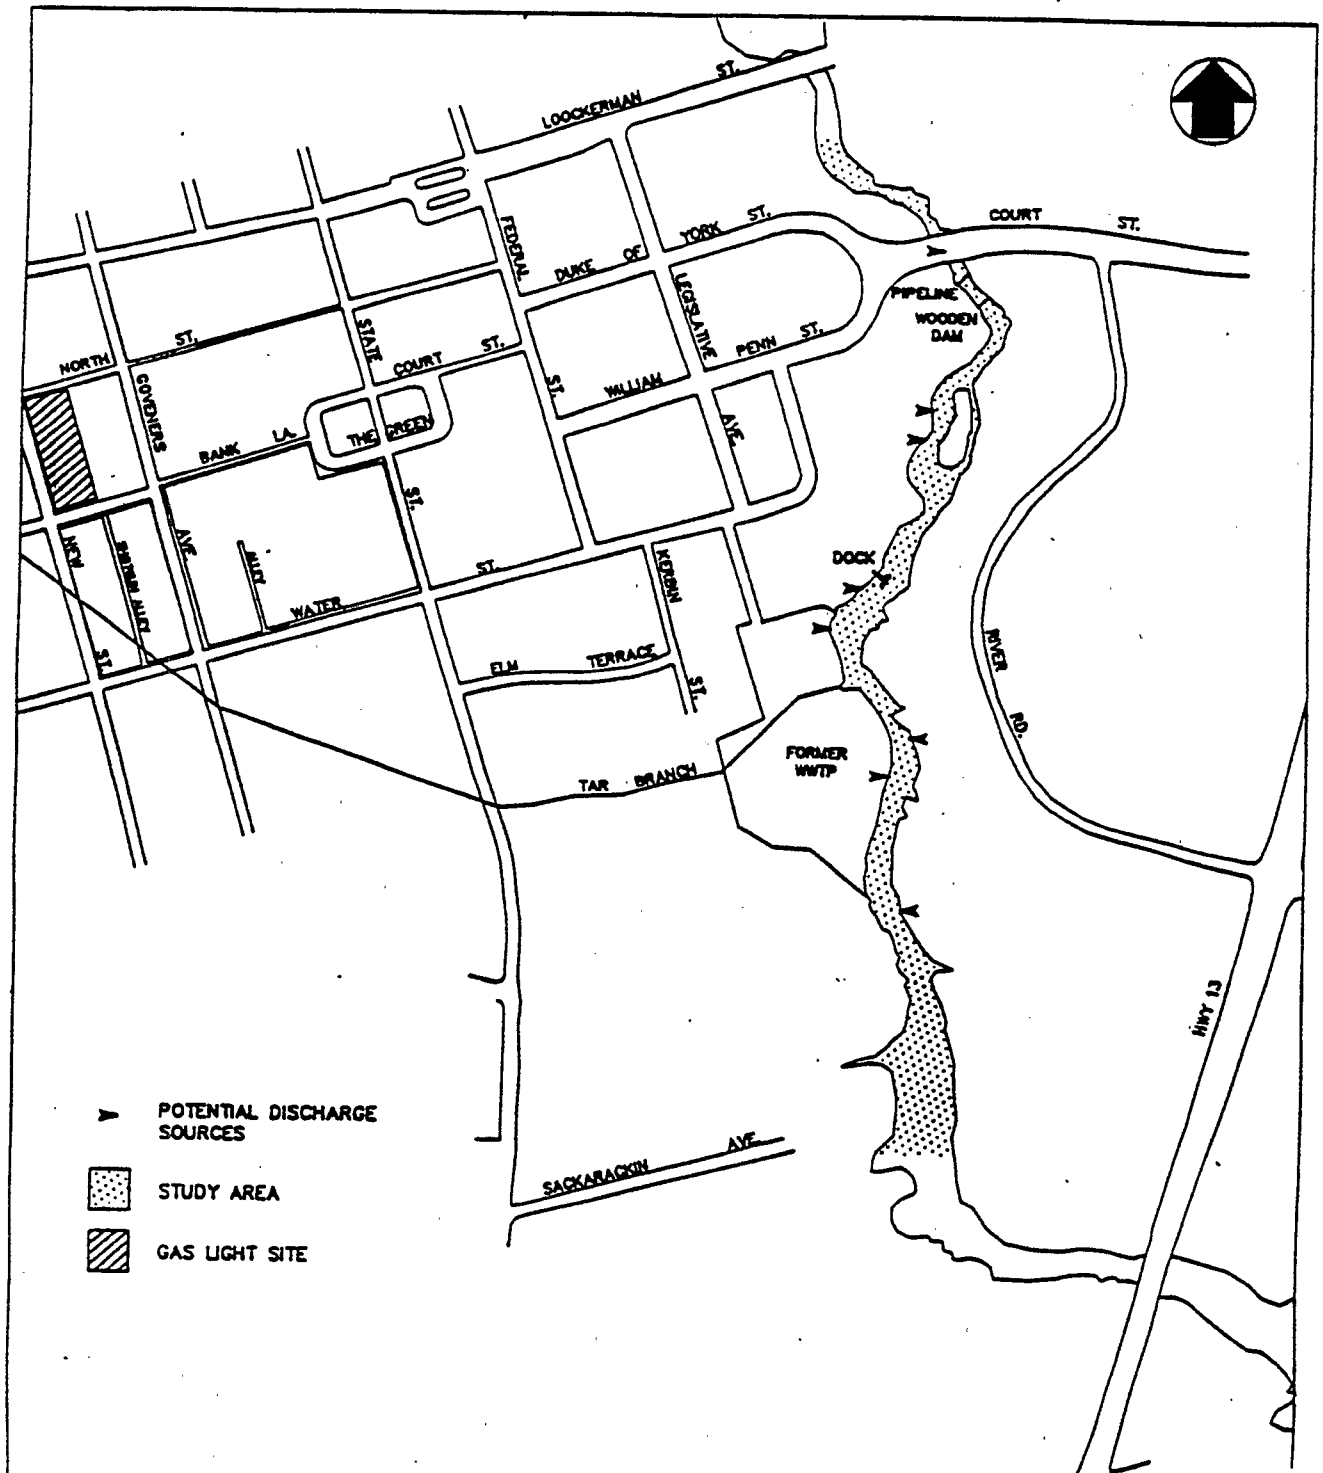 LOOCKERMAN ST.
COURT ST.
FEDERAL ST.
DUKE OF YORK ST.
LEGISLATIVE AVE.
PIPELINE
WOODEN
DAM
NORTH ST.
STATE ST.
COURT ST.
WILLIAM PENN ST.
GOVENERS AVE.
BANK LA.
THE GREEN
NEW ST.
ALLEY
WATER ST.
DOCK
ELM TERRACE
ST.
RIVER RD.
FORMER
WWTP
TAR BRANCH
HWY 13
POTENTIAL DISCHARGE
SOURCES
STUDY AREA
GAS LIGHT SITE
SACKARACKIN AVE.